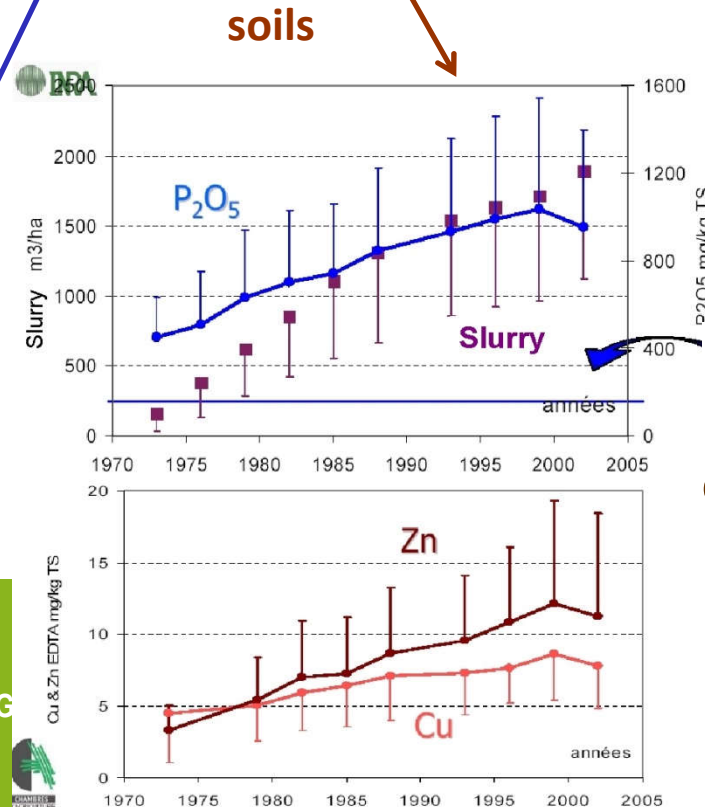 soils
2500
2000
1500
1000
500
0
Slurry m3/ha
P₂O₅
Slurry
années
1600
1200
800
400
0
P2O5 mg/kg TS
1970 1975 1980 1985 1990 1995 2000 2005
20
15
10
5
0
Cu & Zn EDTA mg/kg TS
Zn
Cu
années
1970 1975 1980 1985 1990 1995 2000 2005
G
CHAMBRES